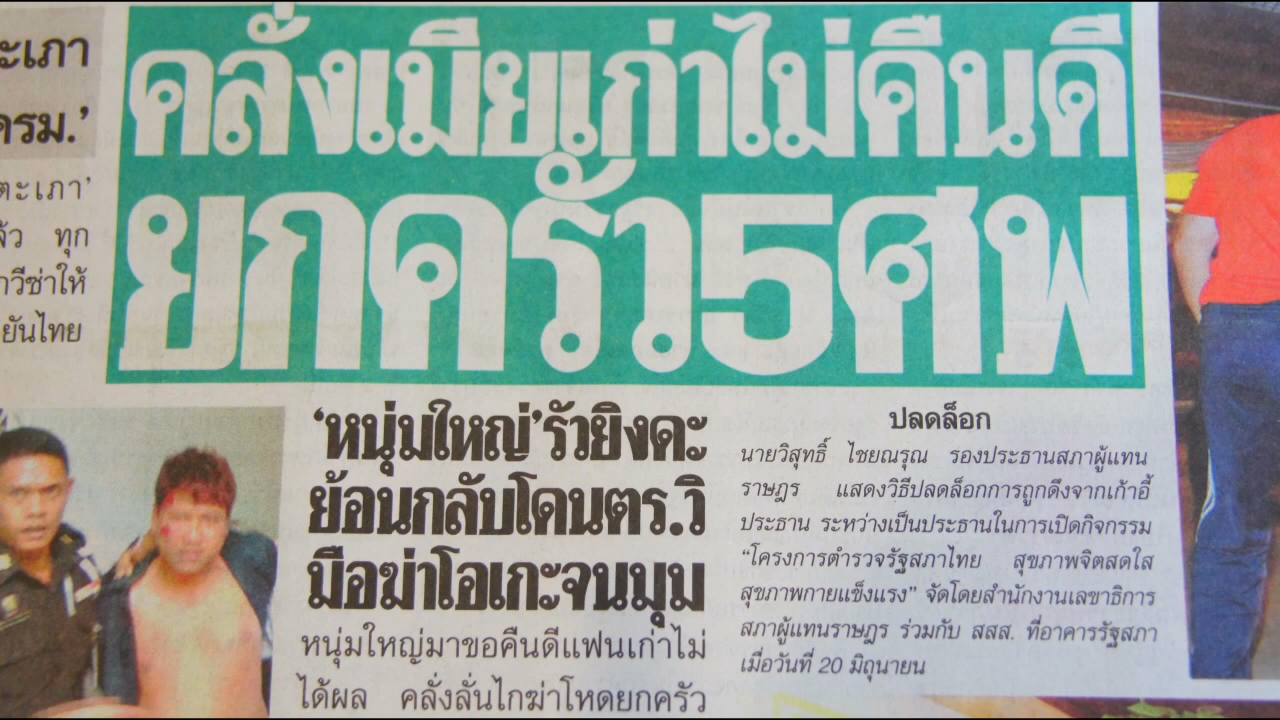 ะเภา
ครม.'
ตะเภา'
ทุก
วีซ่าให้
ยันไทย
คลั่งเมียเก่าไม่คืนดี
ยกครัว5ศพ
'หนุ่มใหญ่'รัวยิงดะ
ย้อนกลับโดนตร.วิ
มือฆ่าโอเกะจนมุม
หนุ่มใหญ่มาขอคืนดีแฟนเก่าไม่
ได้ผล คลั่งลั่นไกฆ่าโหดยกครัว
ปลดล็อก
นายวิสุทธิ์ ไชยณรุณ รองประธานสภาผู้แทน
ราษฎร แสดงวิธีปลดล็อกการถูกดึงจากเก้าอี้
ประธาน ระหว่างเป็นประธานในการเปิดกิจกรรม
“โครงการตำรวจรัฐสภาไทย สุขภาพจิตสดใส
สุขภาพกายแข็งแรง” จัดโดยสำนักงานเลขาธิการ
สภาผู้แทนราษฎร ร่วมกับ สสส. ที่อาคารรัฐสภา
เมื่อวันที่ 20 มิถุนายน